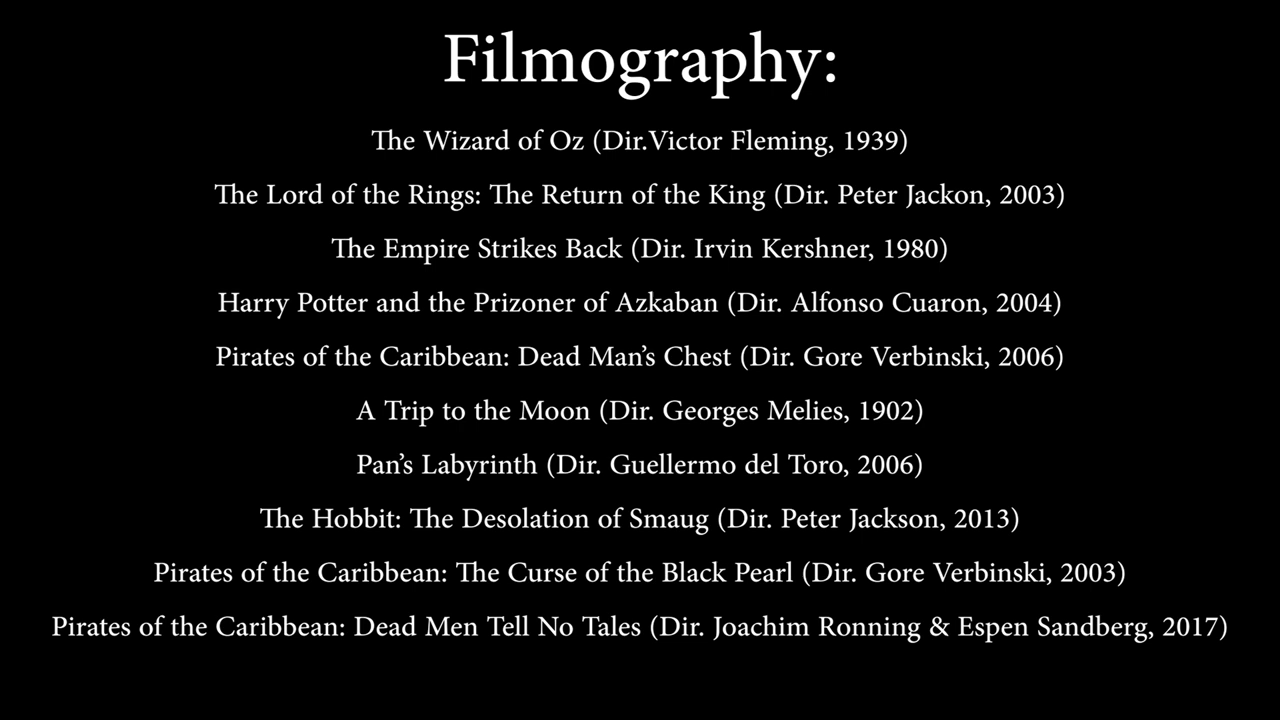 Filmography:
The Wizard of Oz (Dir.Victor Fleming, 1939)
The Lord of the Rings: The Return of the King (Dir. Peter Jackon, 2003)
The Empire Strikes Back (Dir. Irvin Kershner, 1980)
Harry Potter and the Prizoner of Azkaban (Dir. Alfonso Cuaron, 2004)
Pirates of the Caribbean: Dead Man’s Chest (Dir. Gore Verbinski, 2006)
A Trip to the Moon (Dir. Georges Melies, 1902)
Pan’s Labyrinth (Dir. Guellermo del Toro, 2006)
The Hobbit: The Desolation of Smaug (Dir. Peter Jackson, 2013)
Pirates of the Caribbean: The Curse of the Black Pearl (Dir. Gore Verbinski, 2003)
Pirates of the Caribbean: Dead Men Tell No Tales (Dir. Joachim Ronning & Espen Sandberg, 2017)